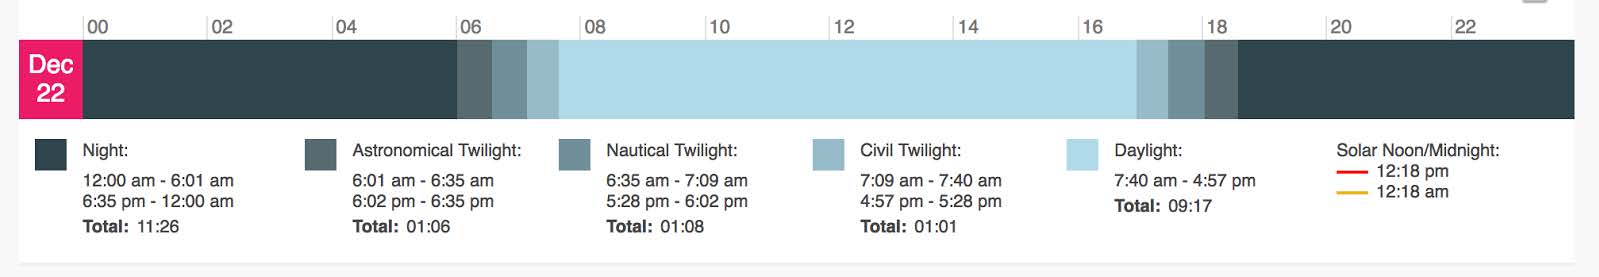 00 02 04 06 08 10 12 14 16 18 20 22
Dec
22
Night:
12:00 am - 6:01 am
6:35 pm - 12:00 am
Total: 11:26
Astronomical Twilight:
6:01 am - 6:35 am
6:02 pm - 6:35 pm
Total: 01:06
Nautical Twilight:
6:35 am - 7:09 am
5:28 pm - 6:02 pm
Total: 01:08
Civil Twilight:
7:09 am - 7:40 am
4:57 pm - 5:28 pm
Total: 01:01
Daylight:
7:40 am - 4:57 pm
Total: 09:17
Solar Noon/Midnight:
12:18 pm
12:18 am